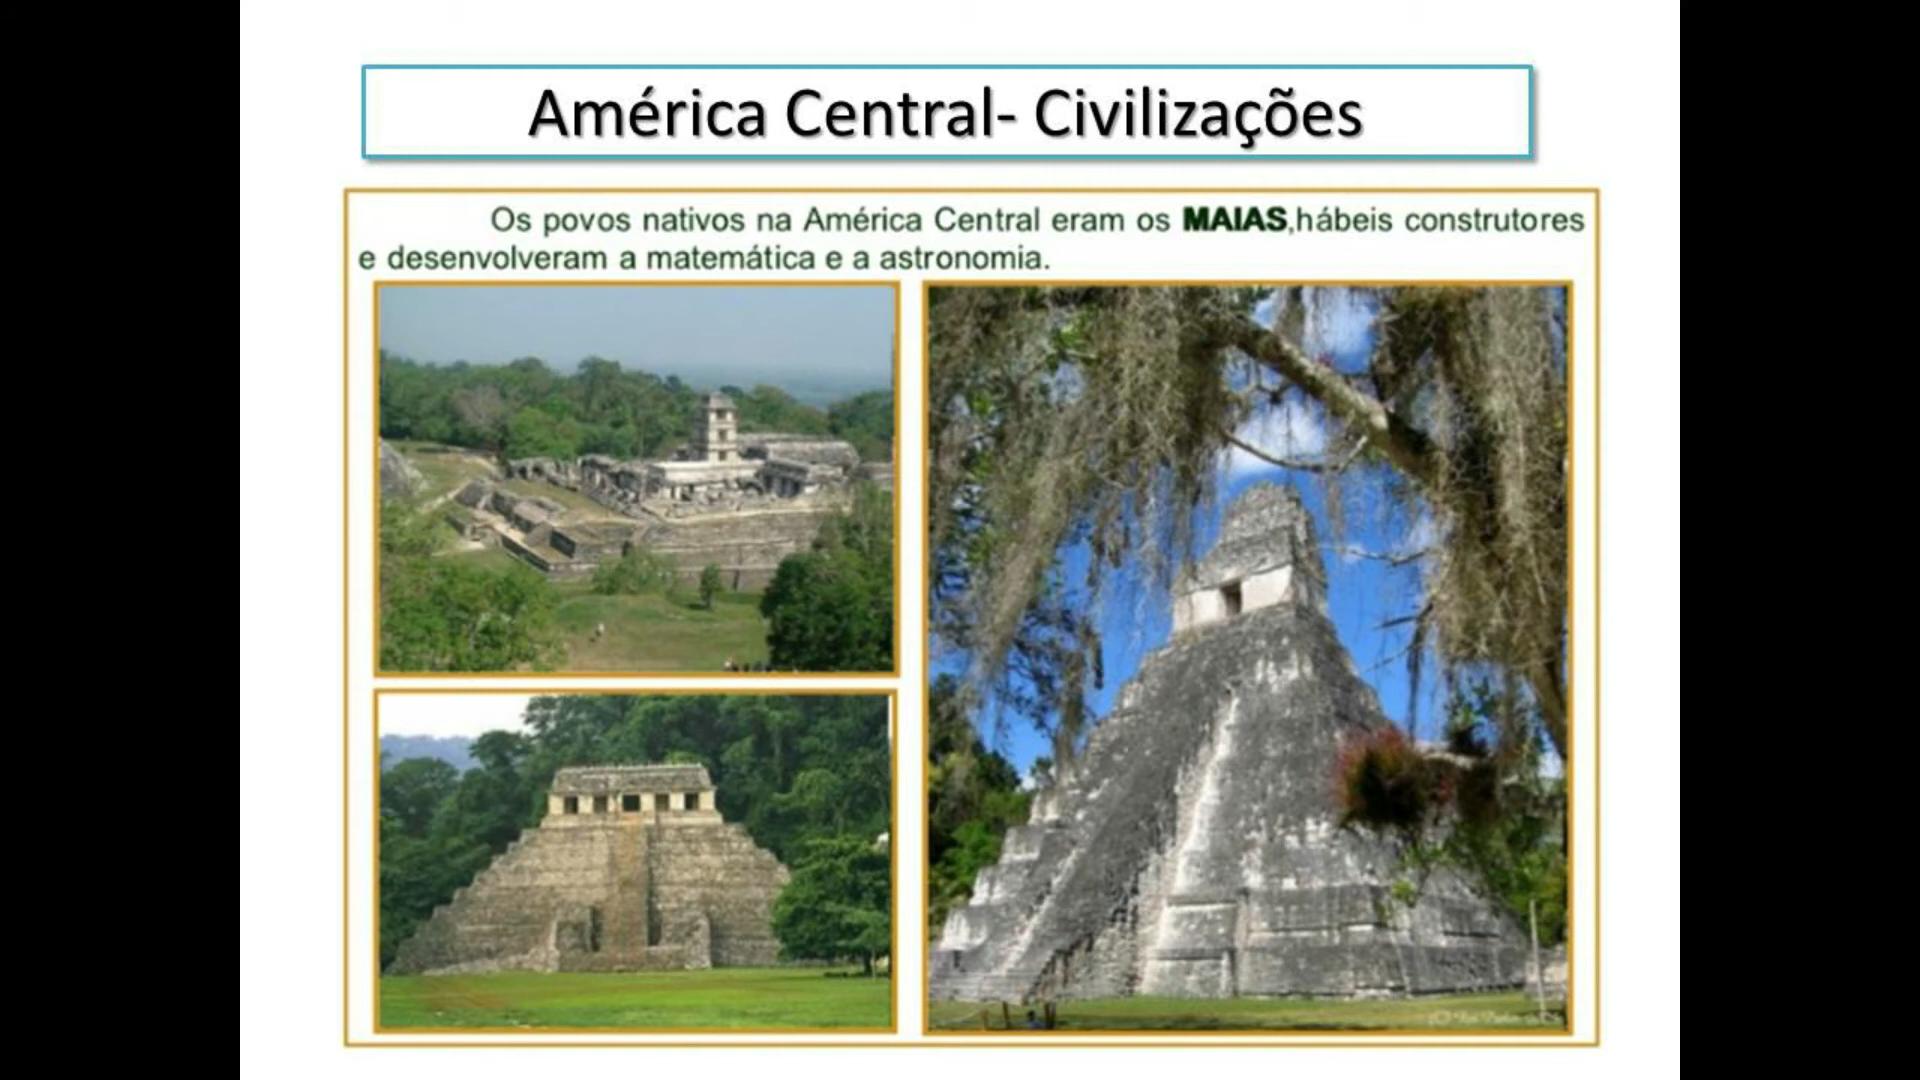 América Central- Civilizações
Os povos nativos na América Central eram os MAIAS,hábeis construtores
e desenvolveram a matemática e a astronomia.